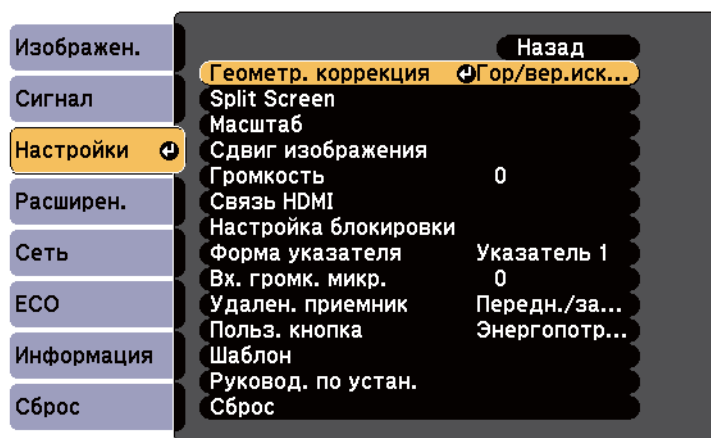 Изображен.
Сигнал
Настройки
Расширен.
Сеть
ECO
Информация
Сброс
Назад
Геометр. коррекция Гор/вер.иск...
Split Screen
Масштаб
Сдвиг изображения
Громкость 0
Связь HDMI
Настройка блокировки
Форма указателя Указатель 1
Вх. громк. микр. 0
Удален. приемник Передн./за...
Польз. кнопка Энергопотр...
Шаблон
Руковод. по устан.
Сброс